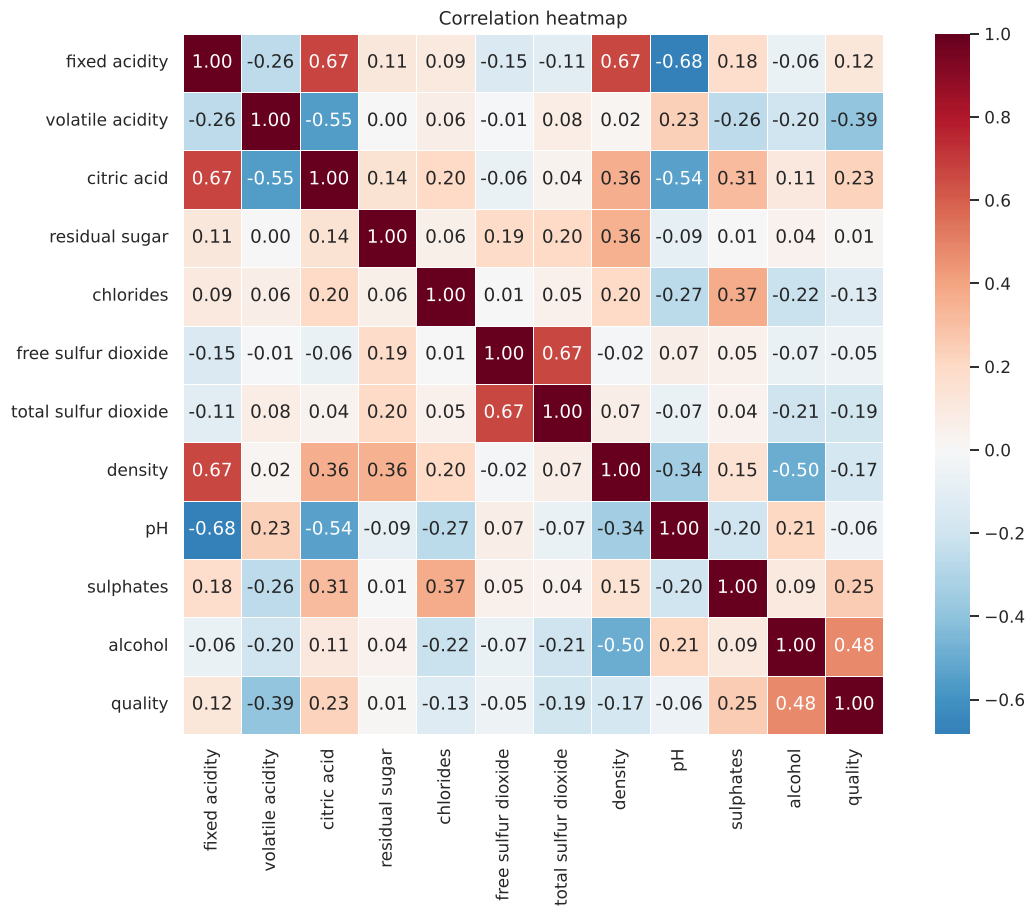 Correlation heatmap
fixed acidity 1.00 -0.26 0.67 0.11 0.09 -0.15 -0.11 0.67 -0.68 0.18 -0.06 0.12
volatile acidity -0.26 1.00 -0.55 0.00 0.06 -0.01 0.08 0.02 0.23 -0.26 -0.20 -0.39
citric acid 0.67 -0.55 1.00 0.14 0.20 -0.06 0.04 0.36 -0.54 0.31 0.11 0.23
residual sugar 0.11 0.00 0.14 1.00 0.06 0.19 0.20 0.36 -0.09 0.01 0.04 0.01
chlorides 0.09 0.06 0.20 0.06 1.00 0.01 0.05 0.20 -0.27 0.37 -0.22 -0.13
free sulfur dioxide -0.15 -0.01 -0.06 0.19 0.01 1.00 0.67 -0.02 0.07 0.05 -0.07 -0.05
total sulfur dioxide -0.11 0.08 0.04 0.20 0.05 0.67 1.00 0.07 -0.07 0.04 -0.21 -0.19
density 0.67 0.02 0.36 0.36 0.20 -0.02 0.07 1.00 -0.34 0.15 -0.50 -0.17
pH -0.68 0.23 -0.54 -0.09 -0.27 0.07 -0.07 -0.34 1.00 -0.20 0.21 -0.06
sulphates 0.18 -0.26 0.31 0.01 0.37 0.05 0.04 0.15 -0.20 1.00 0.09 0.25
alcohol -0.06 -0.20 0.11 0.04 -0.22 -0.07 -0.21 -0.50 0.21 0.09 1.00 0.48
quality 0.12 -0.39 0.23 0.01 -0.13 -0.05 -0.19 -0.17 -0.06 0.25 0.48 1.00
fixed acidity
volatile acidity
citric acid
residual sugar
chlorides
free sulfur dioxide
total sulfur dioxide
density
pH
sulphates
alcohol
quality
1.0
0.8
0.6
0.4
0.2
0.0
−0.2
−0.4
−0.6